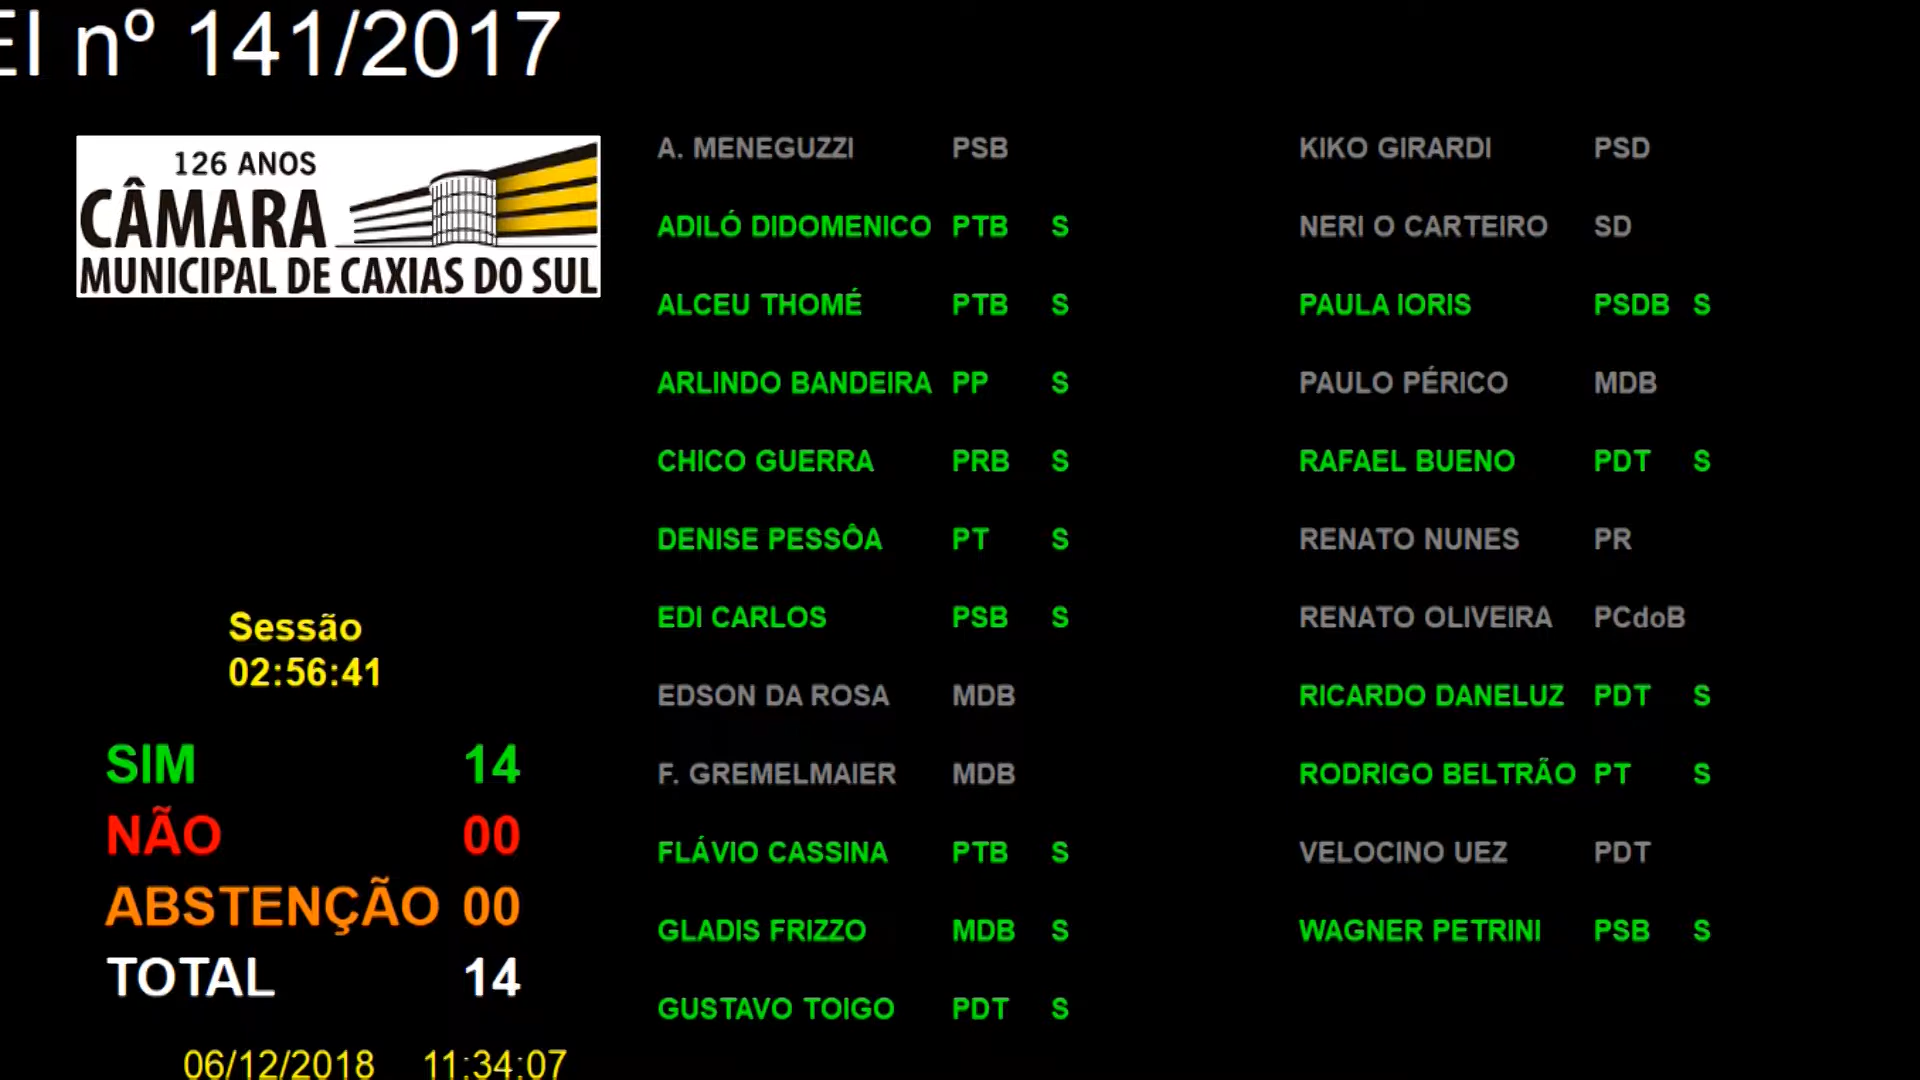 EI nº 141/2017
126 ANOS
CÂMARA
MUNICIPAL DE CAXIAS DO SUL
Sessão
02:56:41
SIM 14
NÃO 00
ABSTENÇÃO 00
TOTAL 14
06/12/2018 11:34:07
A. MENEGUZZI PSB
ADILÓ DIDOMENICO PTB S
ALCEU THOMÉ PTB S
ARLINDO BANDEIRA PP S
CHICO GUERRA PRB S
DENISE PESSÔA PT S
EDI CARLOS PSB S
EDSON DA ROSA MDB
F. GREMELMAIER MDB
FLÁVIO CASSINA PTB S
GLADIS FRIZZO MDB S
GUSTAVO TOIGO PDT S
KIKO GIRARDI PSD
NERI O CARTEIRO SD
PAULA IORIS PSDB S
PAULO PÉRICO MDB
RAFAEL BUENO PDT S
RENATO NUNES PR
RENATO OLIVEIRA PCdoB
RICARDO DANELUZ PDT S
RODRIGO BELTRÃO PT S
VELOCINO UEZ PDT
WAGNER PETRINI PSB S